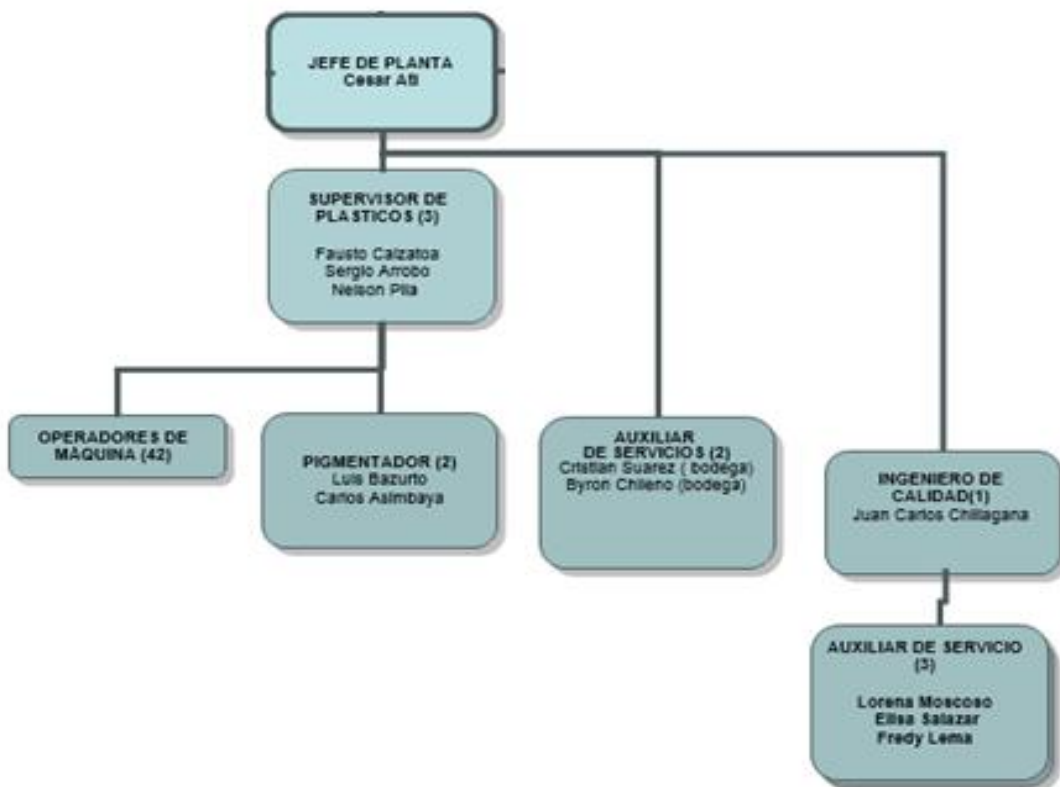 JEFE DE PLANTA
Cesar Ati
SUPERVISOR DE
PLASTICOS (3)
Fausto Caizatoa
Sergio Arrobo
Nelson Pila
OPERADORES DE
MÁQUINA (42)
PIGMENTADOR (2)
Luis Bazurto
Carlos Asimbaya
AUXILIAR
DE SERVICIOS (2)
Cristian Suarez ( bodega)
Byron Chileno (bodega)
INGENIERO DE
CALIDAD(1)
Juan Carlos Chillagana
AUXILIAR DE SERVICIO
(3)
Lorena Moscoso
Elisa Salazar
Fredy Lema